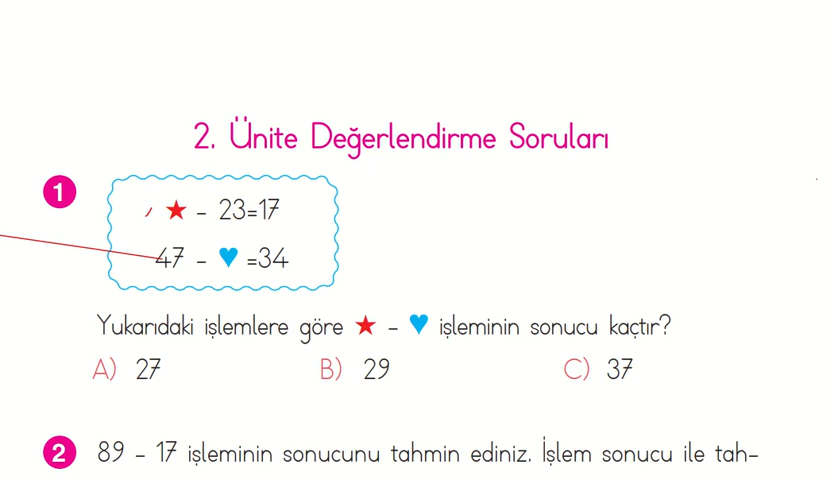 2. Ünite Değerlendirme Soruları
1
★ - 23=17
47 - ♥ =34
Yukarıdaki işlemlere göre ★ - ♥ işleminin sonucu kaçtır?
A) 27 B) 29 C) 37
2 89 - 17 işleminin sonucunu tahmin ediniz. İşlem sonucu ile tah-